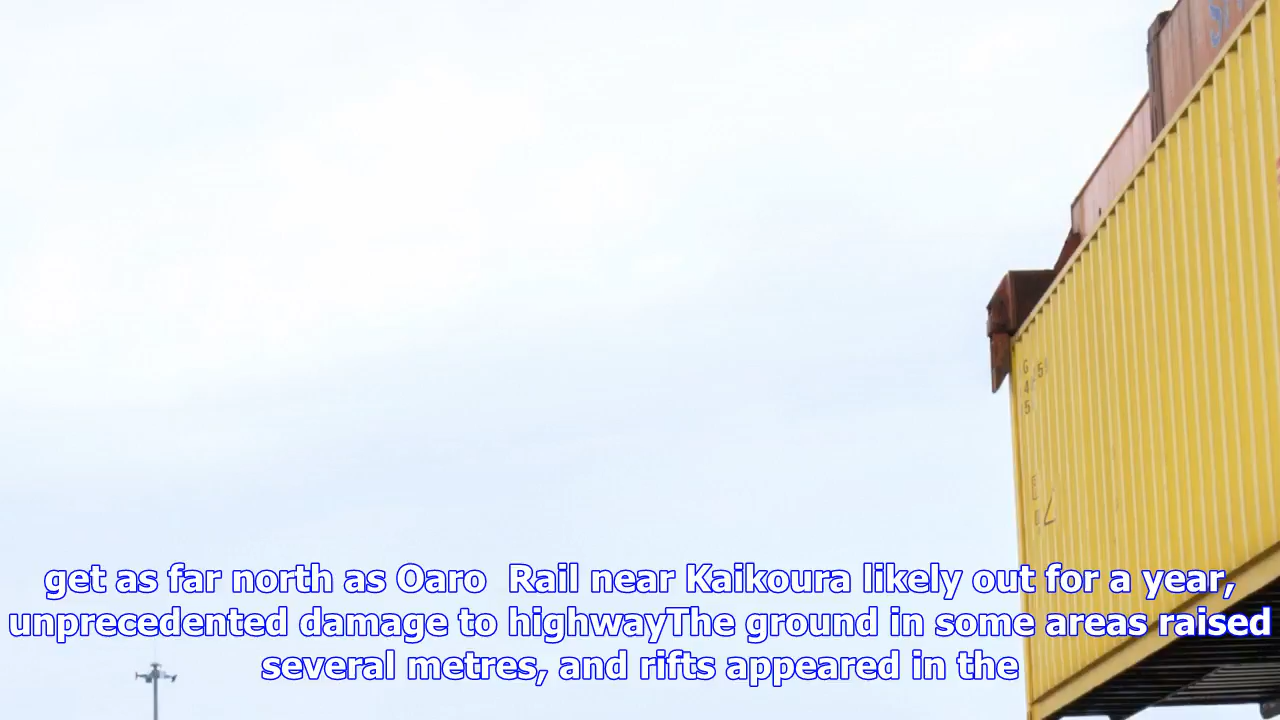 get as far north as Oaro  Rail near Kaikoura likely out for a year,
unprecedented damage to highwayThe ground in some areas raised
several metres, and rifts appeared in the